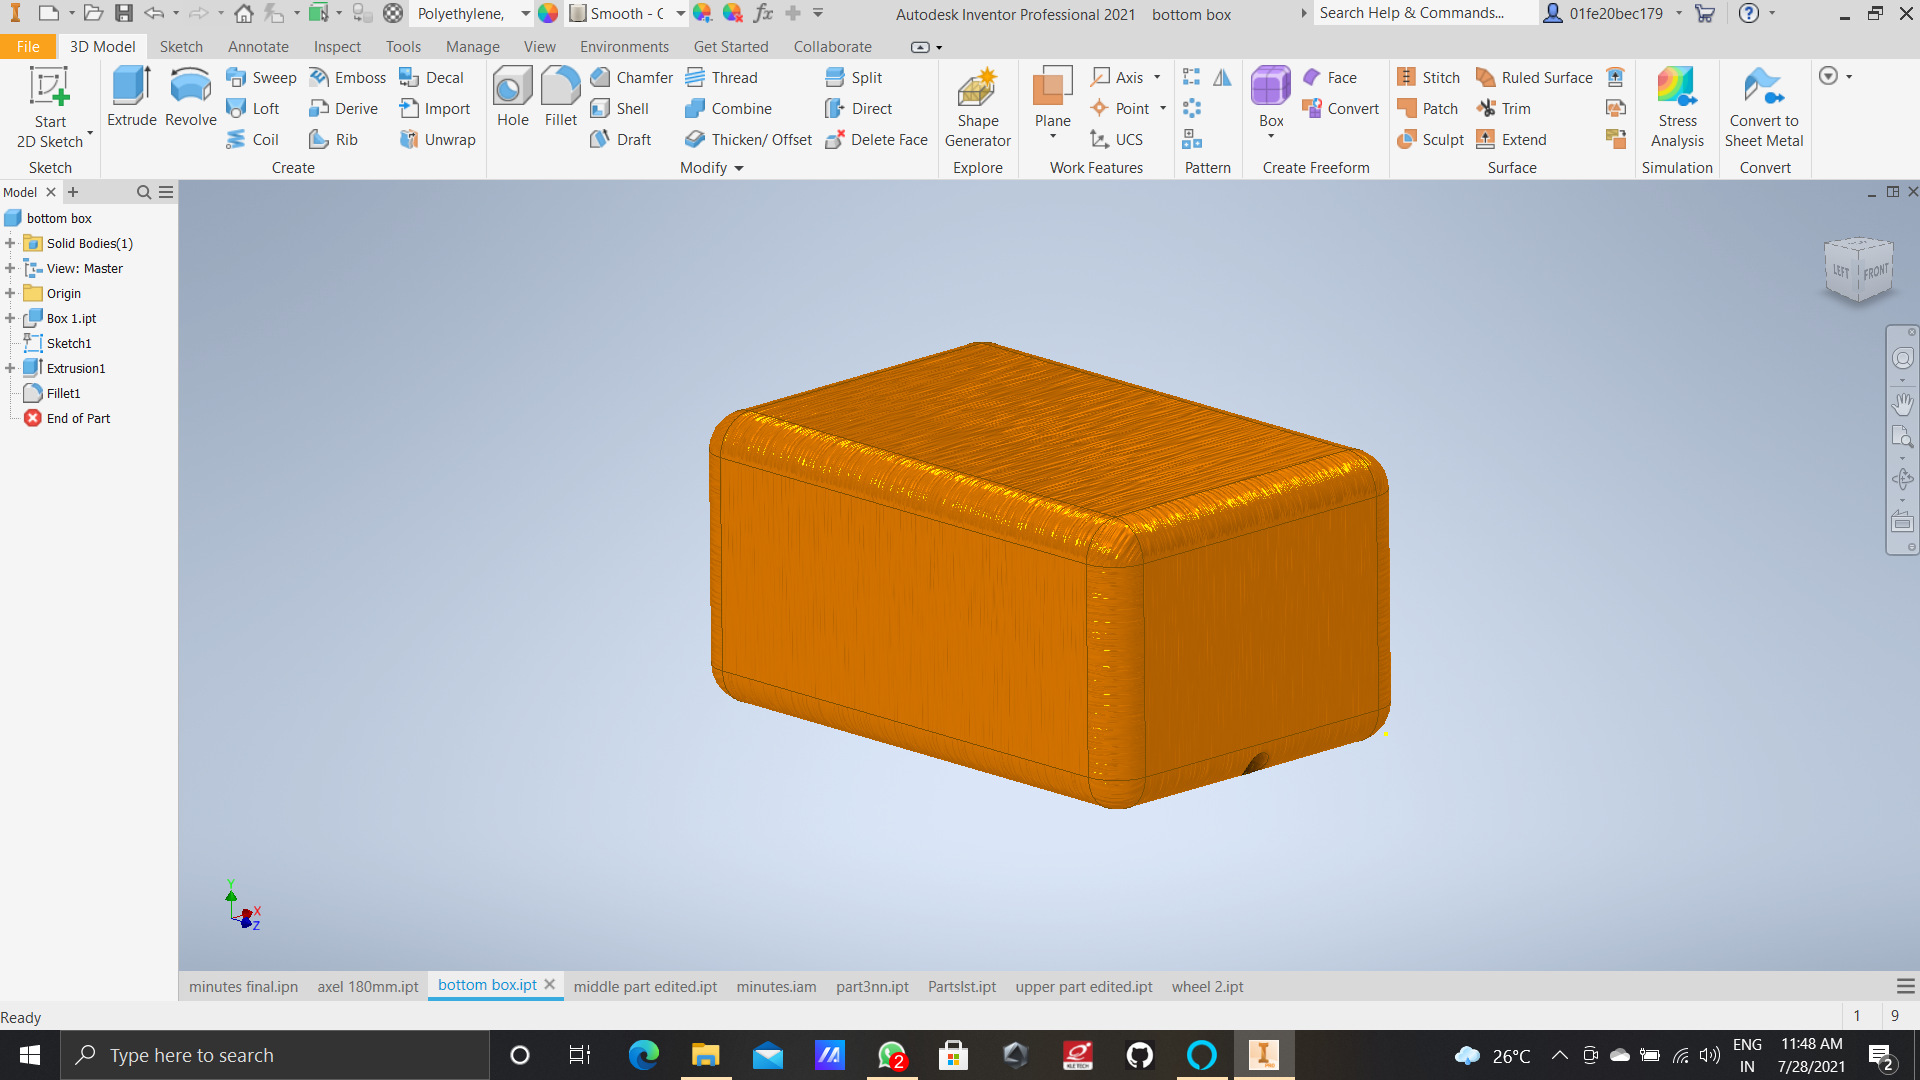 Polyethylene,
Smooth - C
Autodesk Inventor Professional 2021 bottom box
Search Help & Commands...
01fe20bec179
File
3D Model
Sketch
Annotate
Inspect
Tools
Manage
View
Environments
Get Started
Collaborate
Start
2D Sketch
Sketch
Extrude
Revolve
Sweep
Loft
Coil
Emboss
Derive
Rib
Decal
Import
Unwrap
Create
Hole
Fillet
Chamfer
Shell
Draft
Thread
Combine
Thicken/ Offset
Split
Direct
Delete Face
Modify
Shape
Generator
Explore
Plane
Axis
Point
UCS
Work Features
Pattern
Box
Face
Convert
Create Freeform
Stitch
Patch
Sculpt
Ruled Surface
Trim
Extend
Surface
Stress
Analysis
Simulation
Convert to
Sheet Metal
Convert
Model
bottom box
Solid Bodies(1)
View: Master
Origin
Box 1.ipt
Sketch1
Extrusion1
Fillet1
End of Part
LEFT
FRONT
Y
X
Z
minutes final.ipn
axel 180mm.ipt
bottom box.ipt
middle part edited.ipt
minutes.iam
part3nn.ipt
Partslst.ipt
upper part edited.ipt
wheel 2.ipt
Ready
1
9
Type here to search
2
KLE TECH
26°C
ENG
IN
11:48 AM
7/28/2021
2